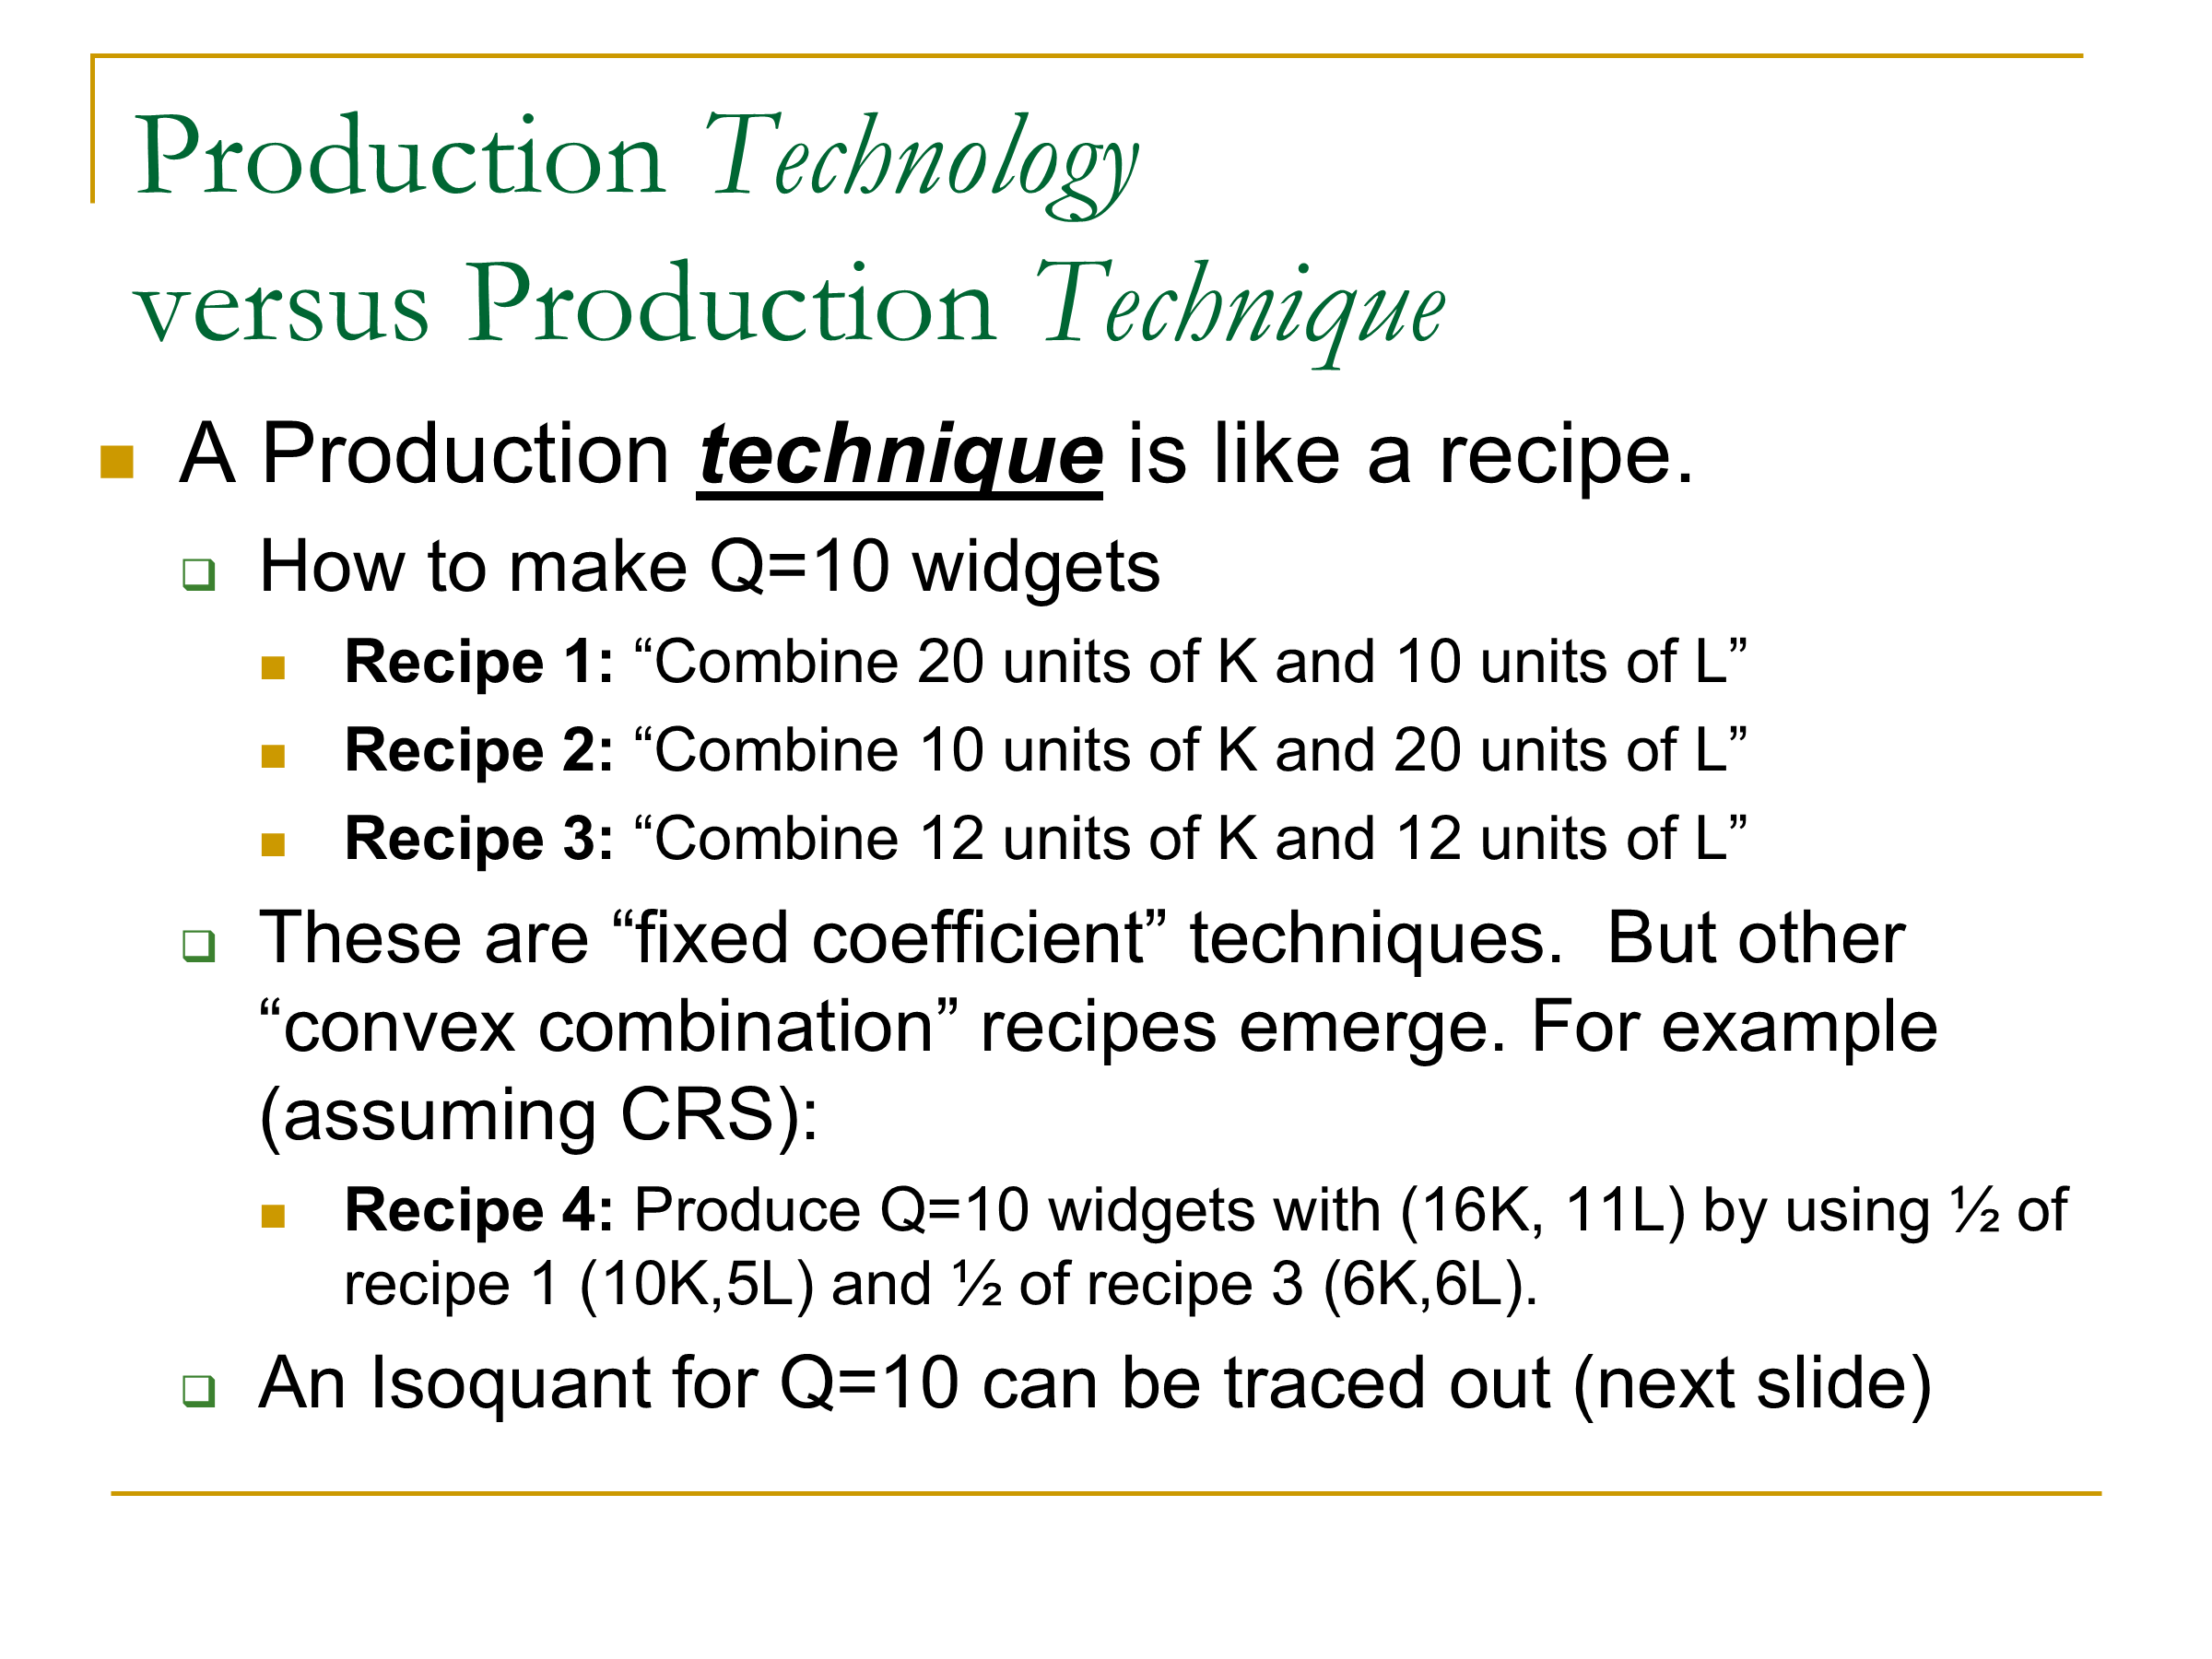 Production Technology
versus Production Technique
A Production technique is like a recipe.
How to make Q=10 widgets
Recipe 1: “Combine 20 units of K and 10 units of L”
Recipe 2: “Combine 10 units of K and 20 units of L”
Recipe 3: “Combine 12 units of K and 12 units of L”
These are “fixed coefficient” techniques.  But other
“convex combination” recipes emerge. For example
(assuming CRS):
Recipe 4: Produce Q=10 widgets with (16K, 11L) by using ½ of
recipe 1 (10K,5L) and ½ of recipe 3 (6K,6L).
An Isoquant for Q=10 can be traced out (next slide)